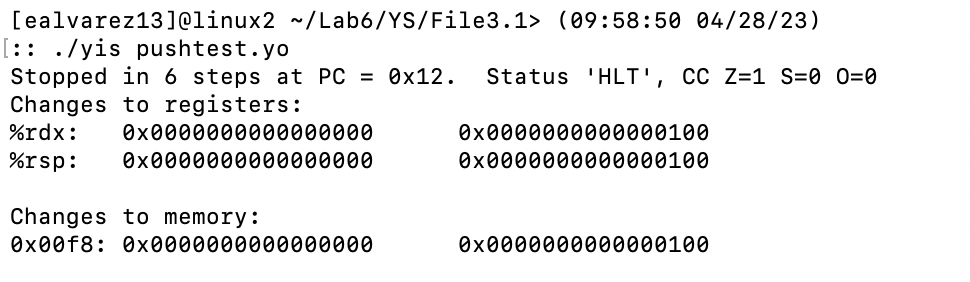 [ealvarez13]@linux2 ~/Lab6/YS/File3.1> (09:58:50 04/28/23)
[:: ./yis pushtest.yo
Stopped in 6 steps at PC = 0x12.  Status 'HLT', CC Z=1 S=0 O=0
Changes to registers:
%rdx:   0x0000000000000000      0x0000000000000100
%rsp:   0x0000000000000000      0x0000000000000100
Changes to memory:
0x00f8: 0x0000000000000000      0x0000000000000100